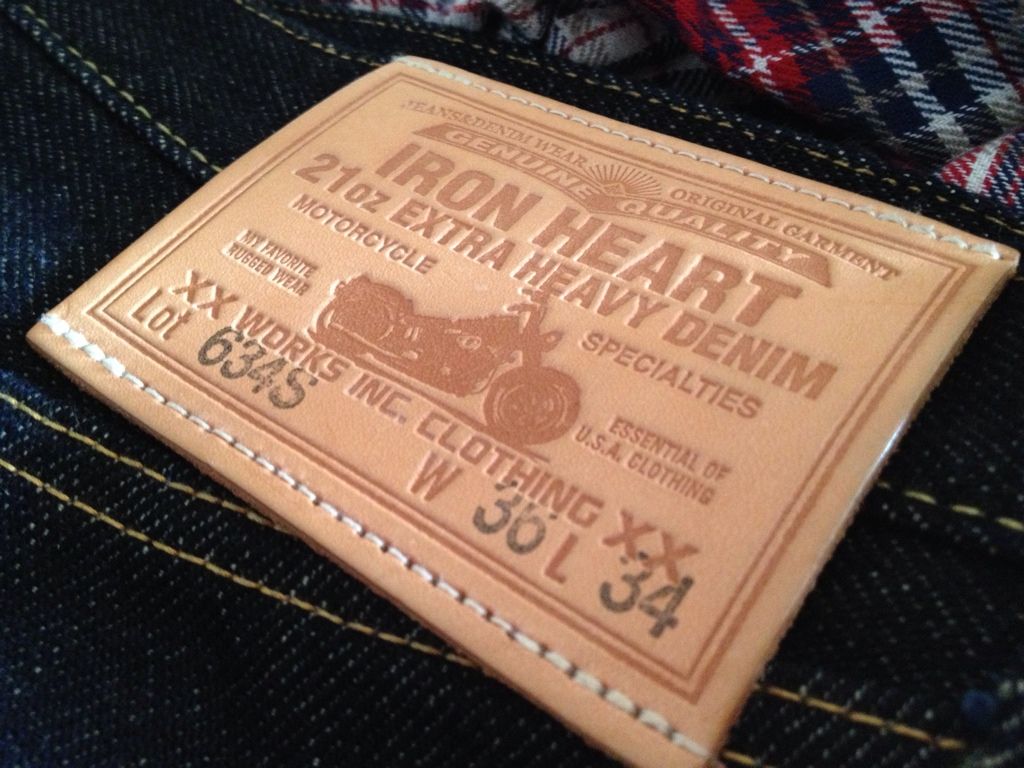 JEANS&DENIM WEAR ORIGINAL GARMENT
GENUINE QUALITY
IRON HEART
21oz EXTRA HEAVY DENIM
MOTORCYCLE SPECIALTIES
MY FAVORITE
RUGGED WEAR
ESSENTIAL OF
U.S.A. CLOTHING
XX WORKS INC. CLOTHING XX
Lot 634S W 36 L 34